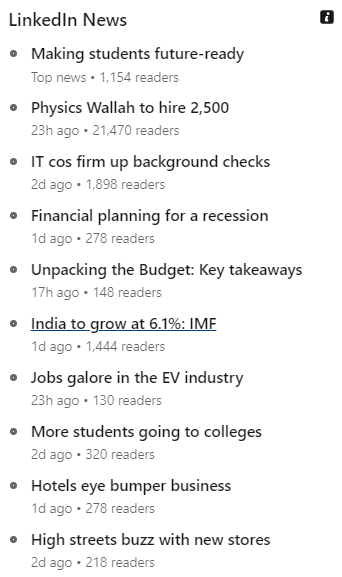 LinkedIn News
Making students future-ready
Top news • 1,154 readers
Physics Wallah to hire 2,500
23h ago • 21,470 readers
IT cos firm up background checks
2d ago • 1,898 readers
Financial planning for a recession
1d ago • 278 readers
Unpacking the Budget: Key takeaways
17h ago • 148 readers
India to grow at 6.1%: IMF
1d ago • 1,444 readers
Jobs galore in the EV industry
23h ago • 130 readers
More students going to colleges
2d ago • 320 readers
Hotels eye bumper business
1d ago • 278 readers
High streets buzz with new stores
2d ago • 218 readers